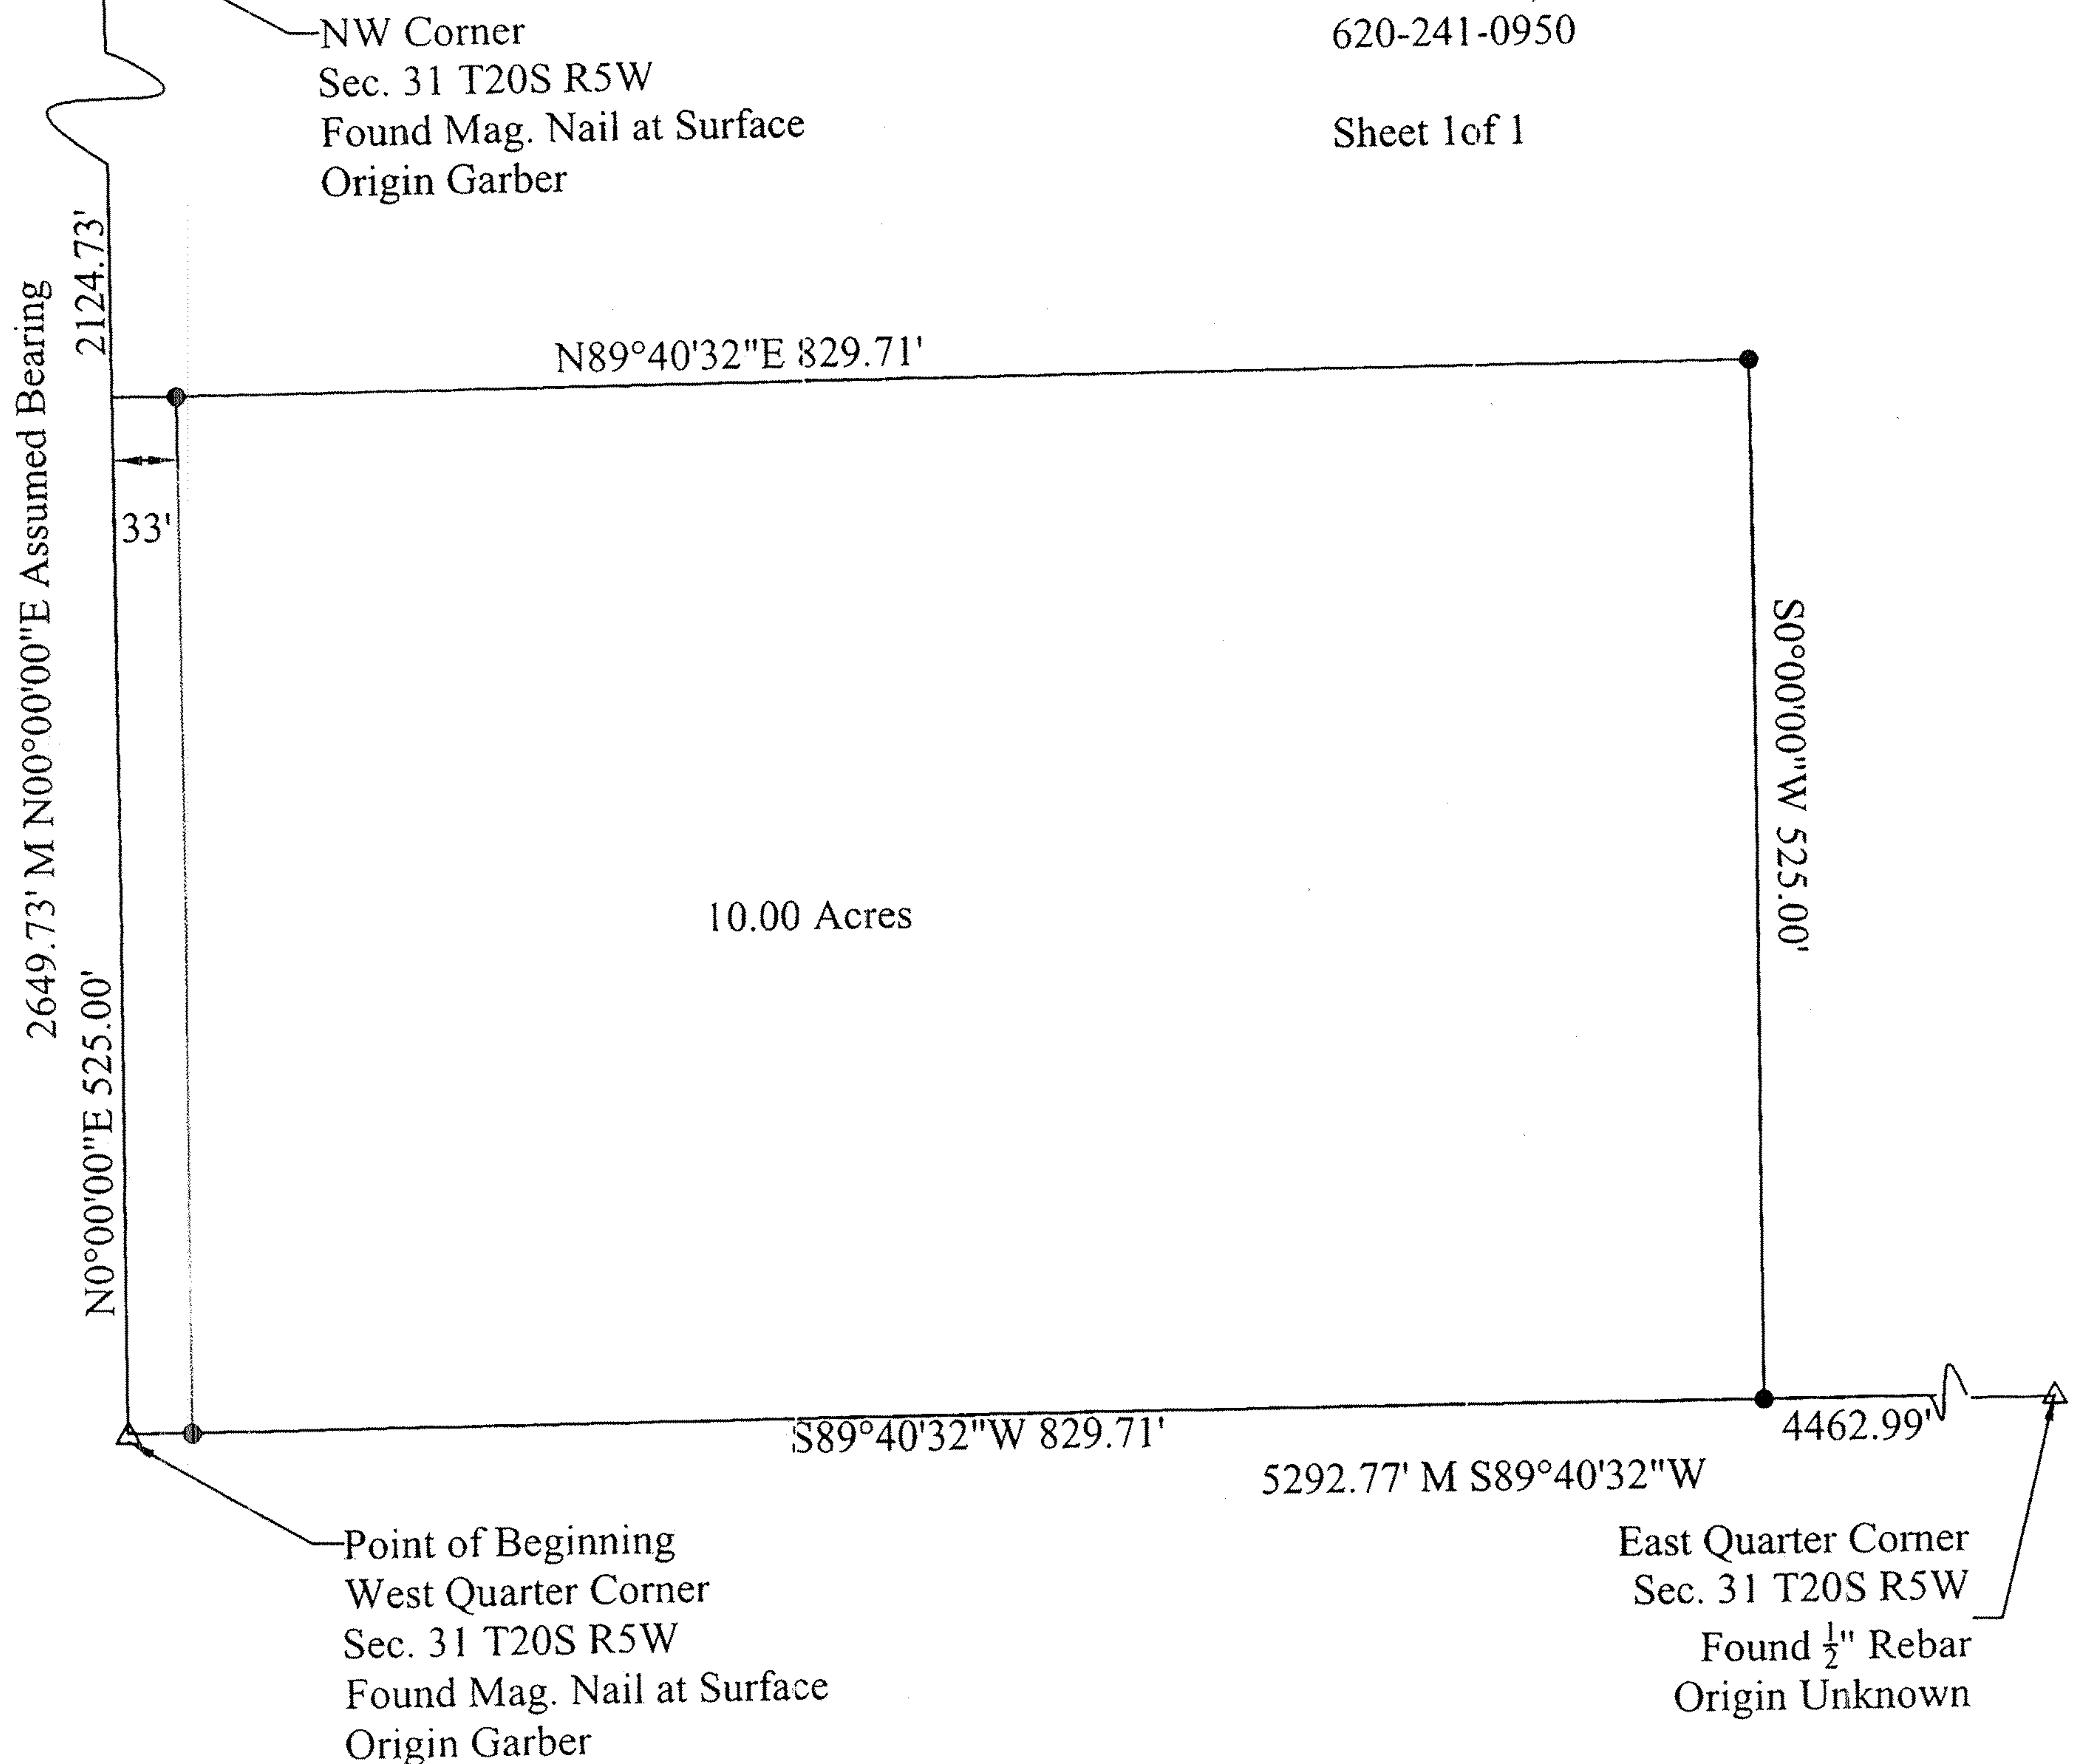 NW Corner
Sec. 31 T20S R5W
Found Mag. Nail at Surface
Origin Garber
620-241-0950
Sheet 1of 1
2124.73'
2649.73' M N00°00'00"E Assumed Bearing
N89°40'32"E 829.71'
33'
S0°00'00"W 525.00'
10.00 Acres
N0°00'00"E 525.00'
S89°40'32"W 829.71'
4462.99'
5292.77' M S89°40'32"W
Point of Beginning
West Quarter Corner
Sec. 31 T20S R5W
Found Mag. Nail at Surface
Origin Garber
East Quarter Corner
Sec. 31 T20S R5W
Found ½" Rebar
Origin Unknown